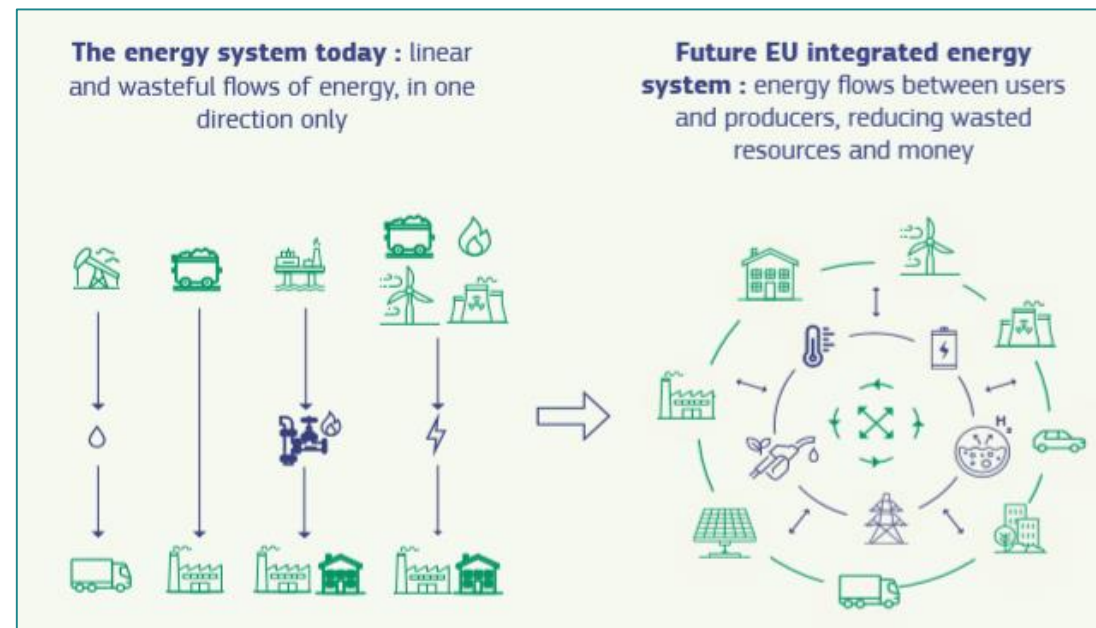 The energy system today : linear
and wasteful flows of energy, in one
direction only
Future EU integrated energy
system : energy flows between users
and producers, reducing wasted
resources and money
H₂